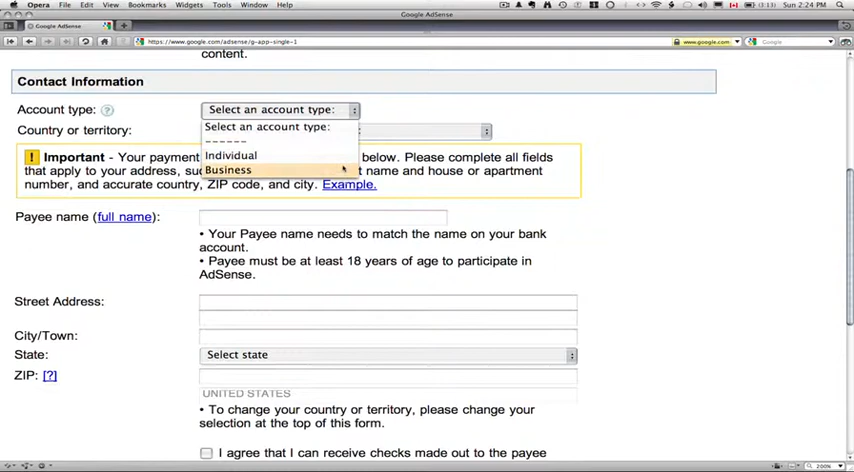 Opera File Edit View Bookmarks Widgets Tools Window Help (3:13) Sun 2:24 PM
Google AdSense
Google AdSense
https://www.google.com/adsense/g-app-single-1 www.google.com Google
content.
Contact Information
Account type: Select an account type:
Select an account type:
------
Individual
Business
Country or territory:
! Important - Your payment below. Please complete all fields
that apply to your address, suc t name and house or apartment
number, and accurate country, ZIP code, and city. Example.
Payee name (full name):
• Your Payee name needs to match the name on your bank
account.
• Payee must be at least 18 years of age to participate in
AdSense.
Street Address:
City/Town:
State: Select state
ZIP: [?]
UNITED STATES
• To change your country or territory, please change your
selection at the top of this form.
I agree that I can receive checks made out to the payee
200%